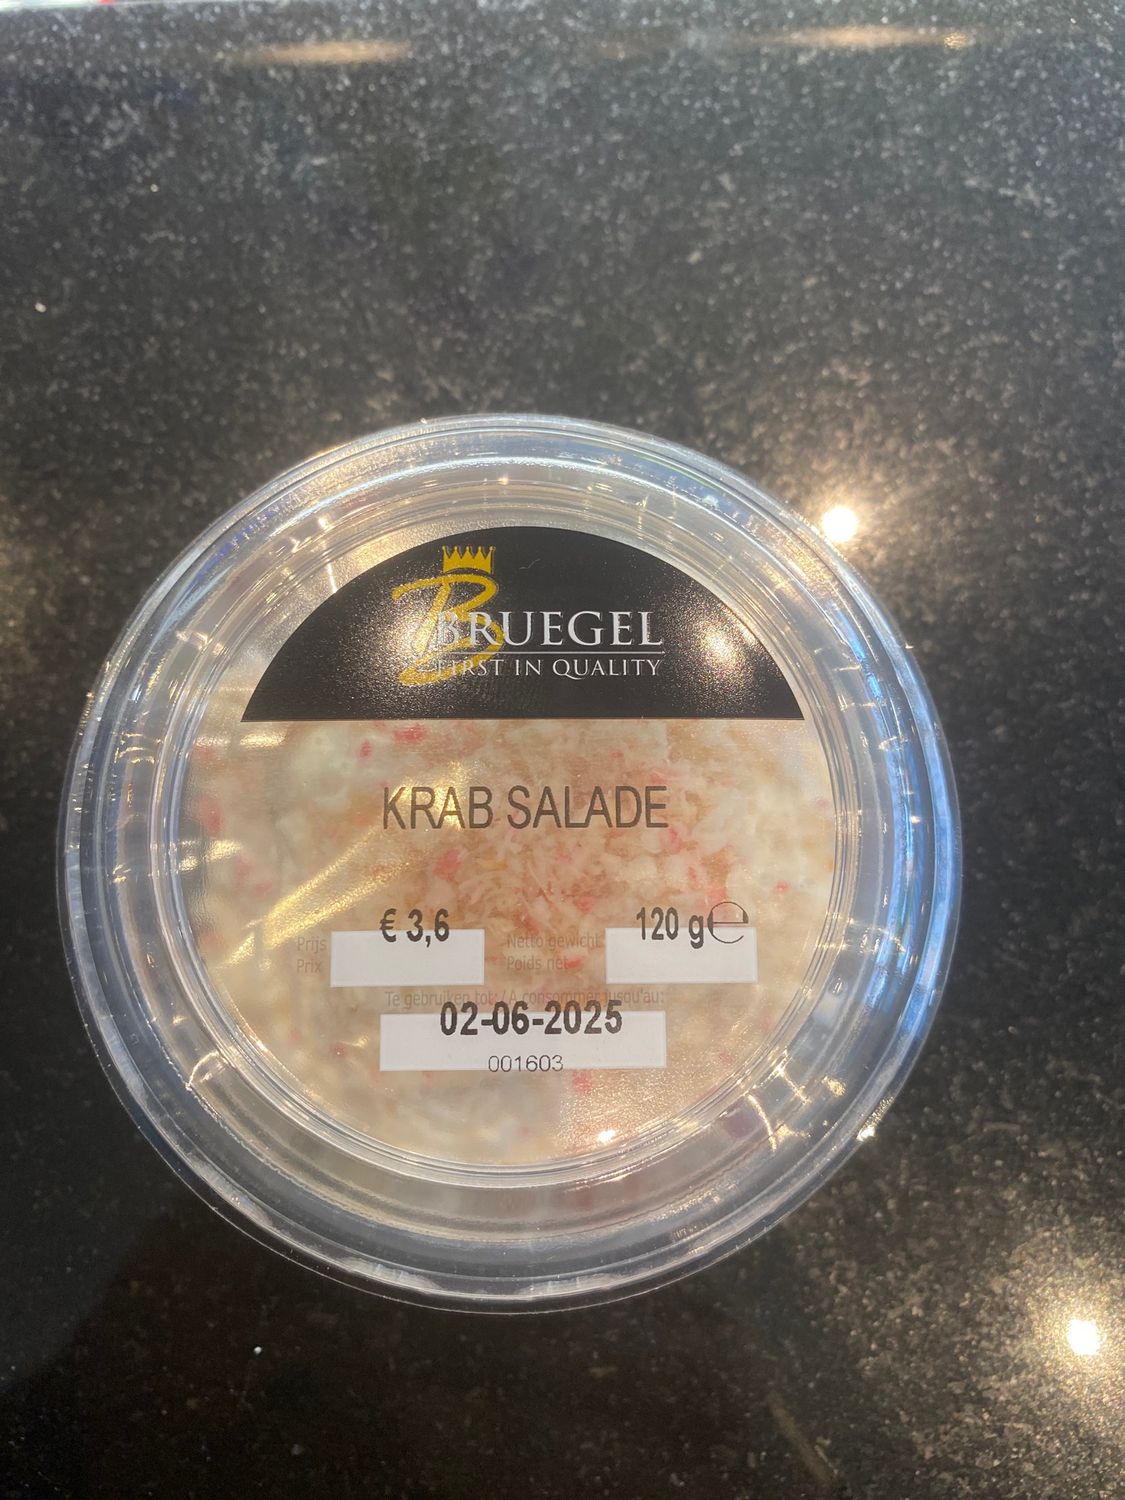 B
BRUEGEL
FIRST IN QUALITY
KRAB SALADE
€ 3,6
120 g℮
Prijs
Netto gewicht
Prix
Poids net
Te gebruiken tot: / A consommer jusqu'au:
02-06-2025
001603